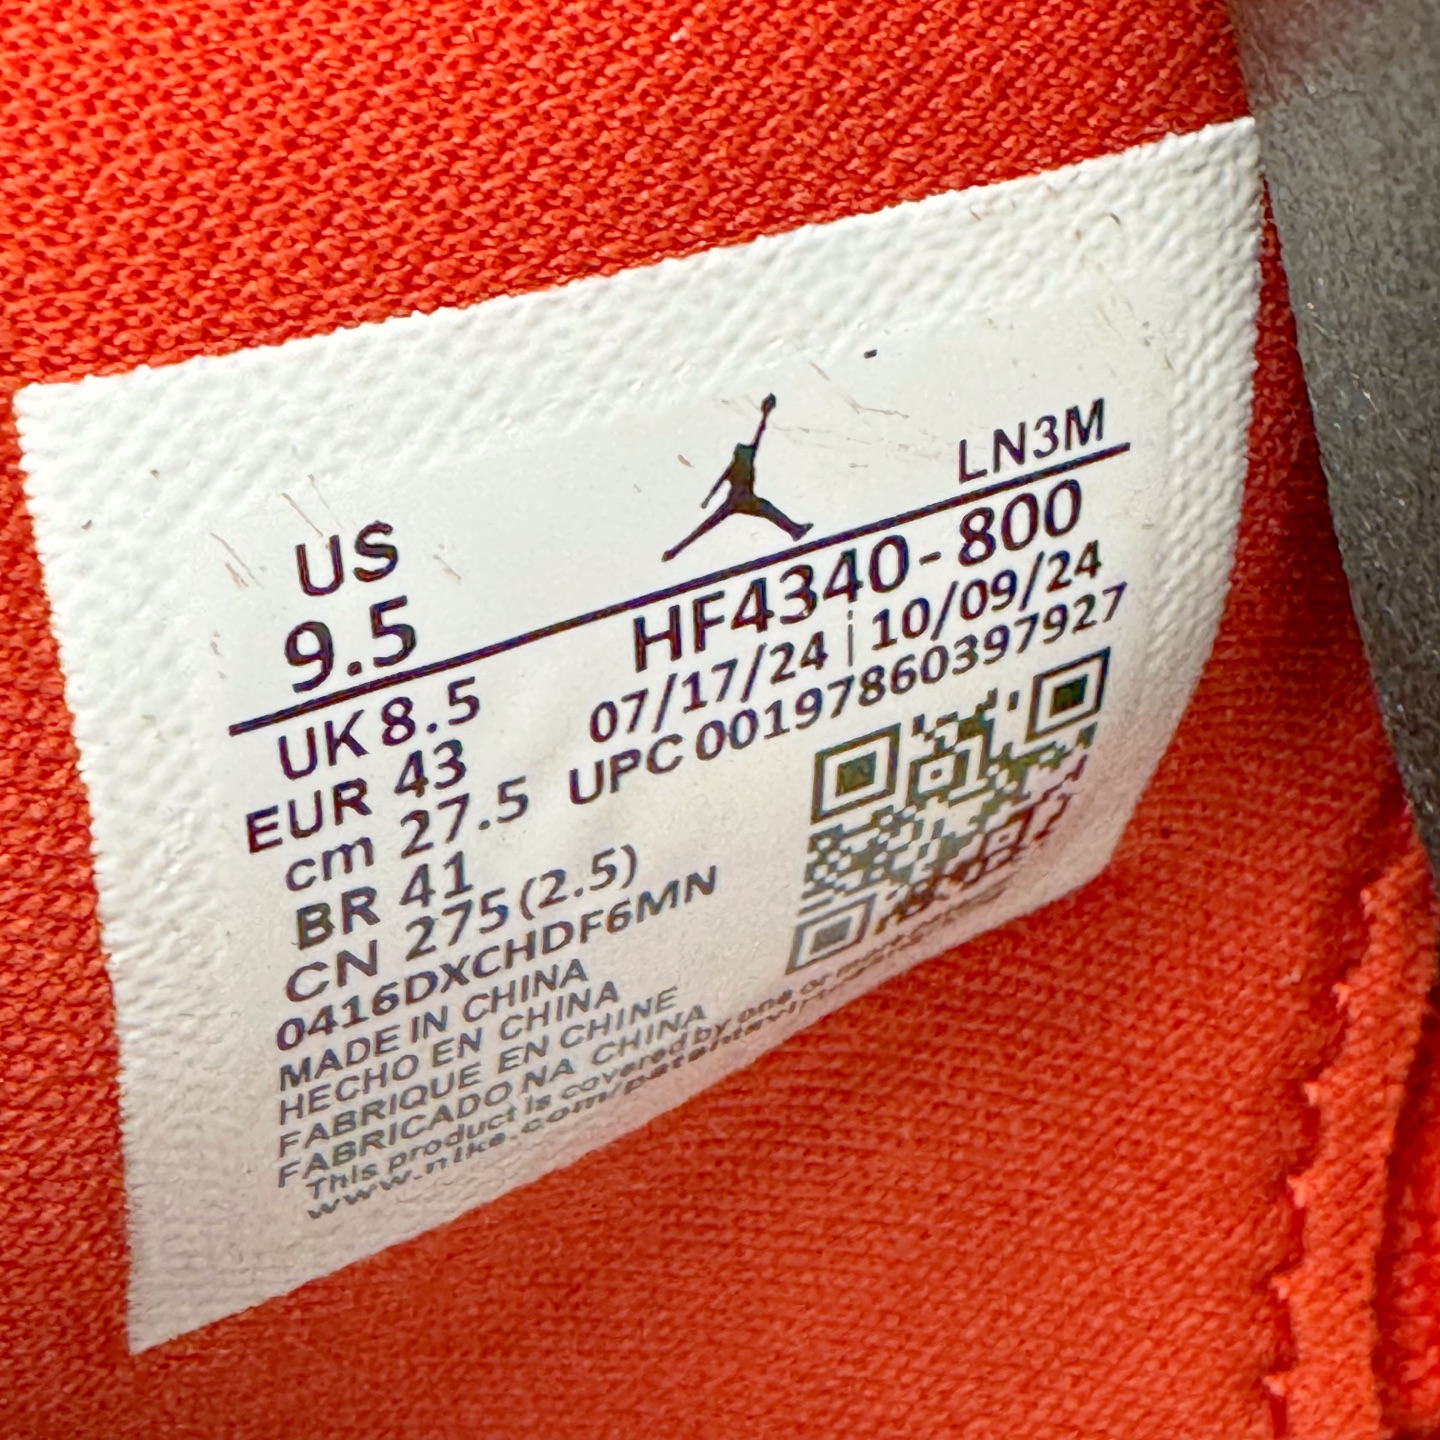 LN3M
US
9.5
HF4340-800
07/17/24 | 10/09/24
UPC 00197860397927
UK 8.5
EUR 43
cm 27.5
BR 41
CN 275(2.5)
0416DXCHDF6MN
MADE IN CHINA
HECHO EN CHINA
FABRIQUE EN CHINE
FABRICADO NA CHINA
This product is covered by one or more
www.nike.com/patents